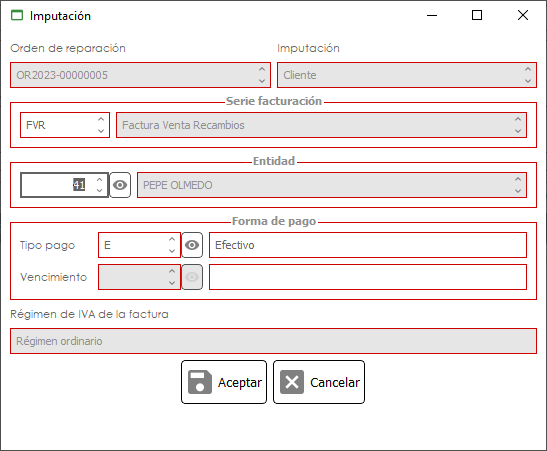 Imputación
Orden de reparación Imputación
OR2023-00000005 Cliente
Serie facturación
FVR Factura Venta Recambios
Entidad
41 PEPE OLMEDO
Forma de pago
Tipo pago E Efectivo
Vencimiento
Régimen de IVA de la factura
Régimen ordinario
Aceptar Cancelar